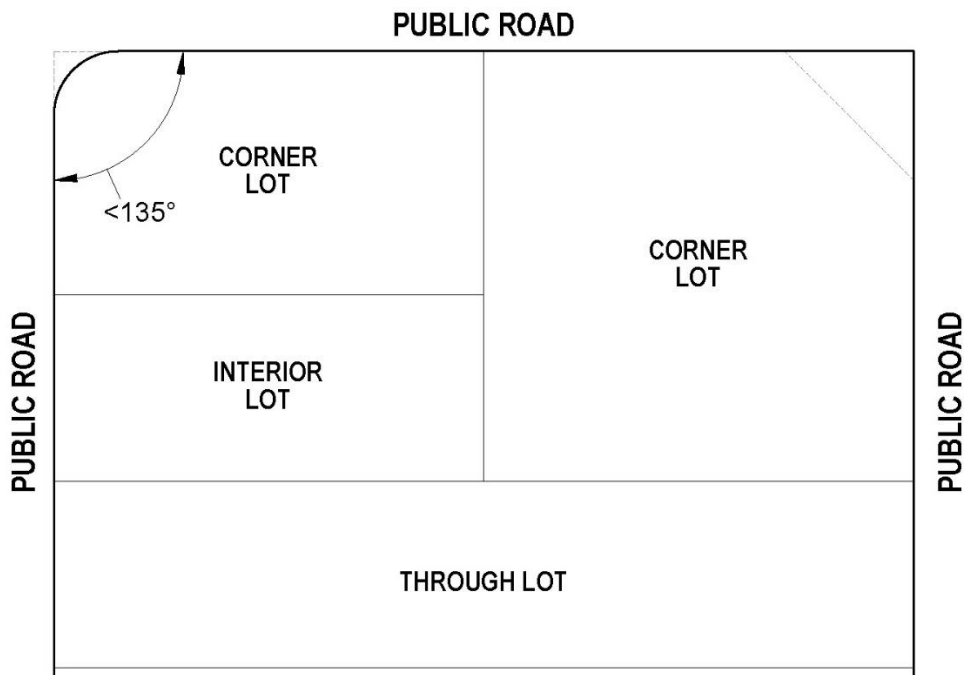 PUBLIC ROAD
CORNER
LOT
<135°
CORNER
LOT
INTERIOR
LOT
PUBLIC ROAD
PUBLIC ROAD
THROUGH LOT